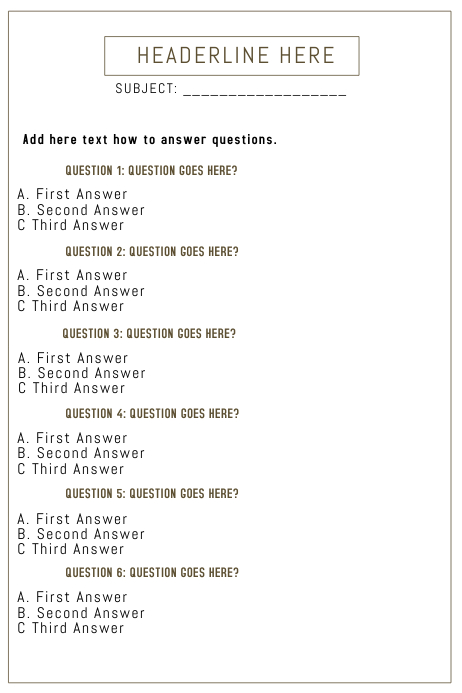 HEADERLINE HERE
SUBJECT: __________________
Add here text how to answer questions.
QUESTION 1: QUESTION GOES HERE?
A. First Answer
B. Second Answer
C Third Answer
QUESTION 2: QUESTION GOES HERE?
A. First Answer
B. Second Answer
C Third Answer
QUESTION 3: QUESTION GOES HERE?
A. First Answer
B. Second Answer
C Third Answer
QUESTION 4: QUESTION GOES HERE?
A. First Answer
B. Second Answer
C Third Answer
QUESTION 5: QUESTION GOES HERE?
A. First Answer
B. Second Answer
C Third Answer
QUESTION 6: QUESTION GOES HERE?
A. First Answer
B. Second Answer
C Third Answer